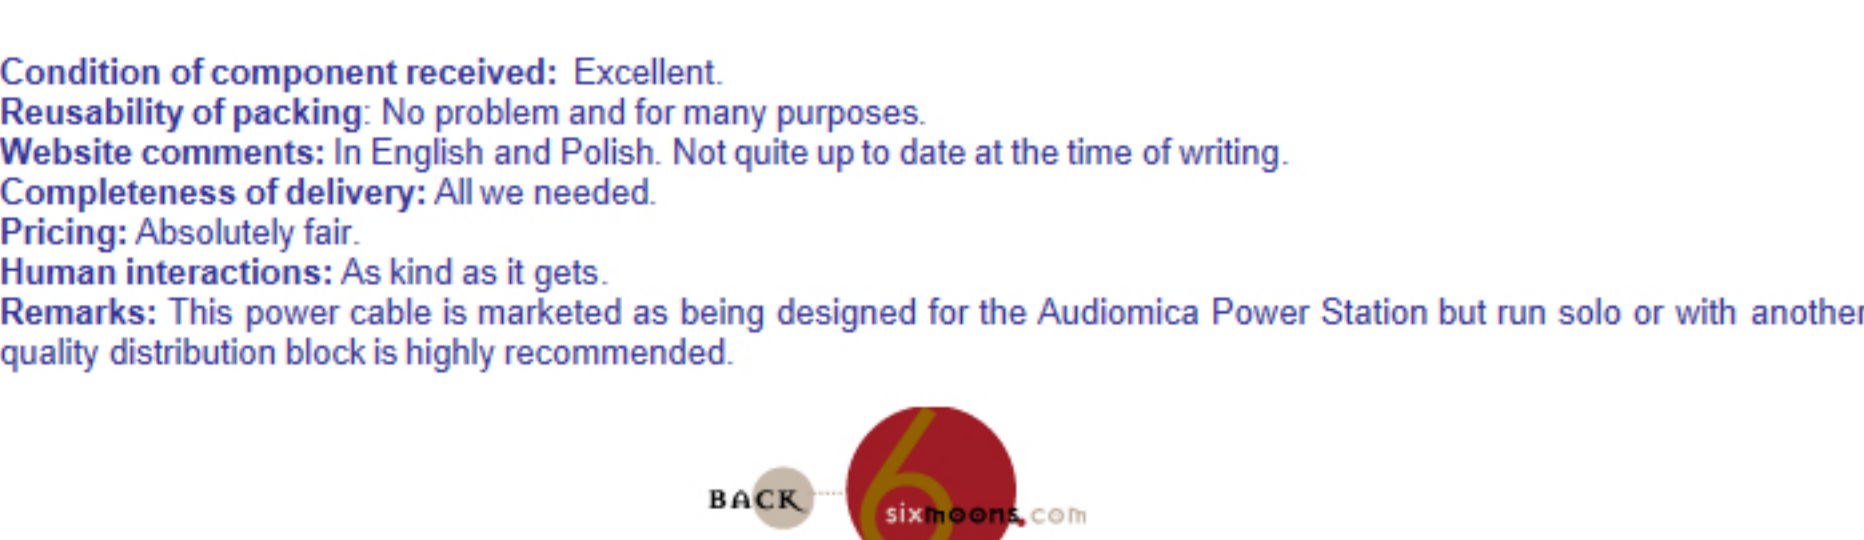 Condition of component received: Excellent.
Reusability of packing: No problem and for many purposes.
Website comments: In English and Polish. Not quite up to date at the time of writing.
Completeness of delivery: All we needed.
Pricing: Absolutely fair.
Human interactions: As kind as it gets.
Remarks: This power cable is marketed as being designed for the Audiomica Power Station but run solo or with another
quality distribution block is highly recommended.
BACK
6
sixmoons.com